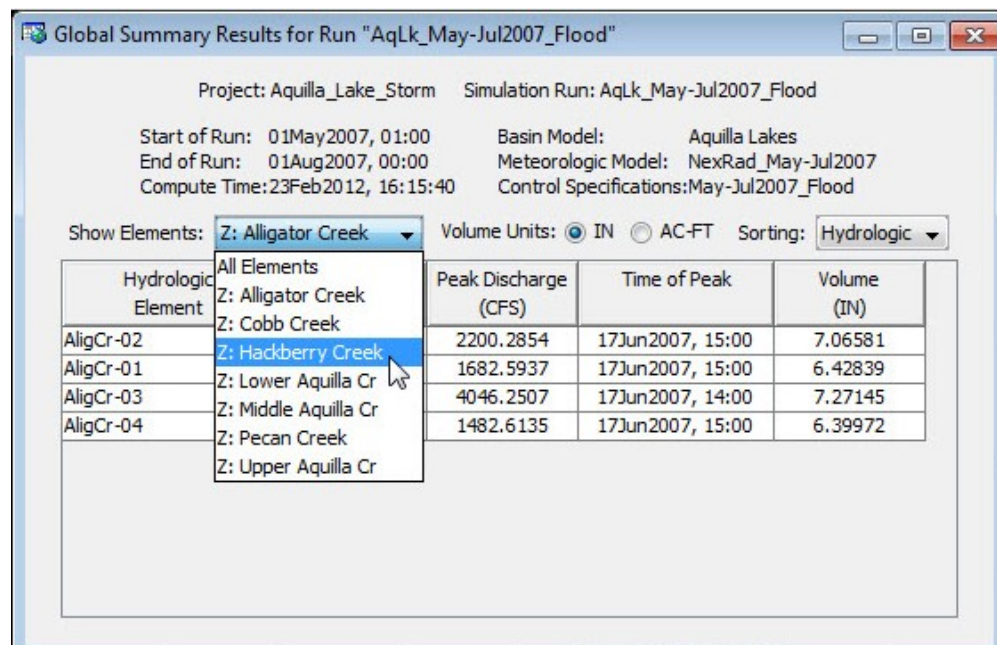 Global Summary Results for Run "AqLk_May-Jul2007_Flood"
Project: Aquilla_Lake_Storm Simulation Run: AqLk_May-Jul2007_Flood
Start of Run: 01May2007, 01:00 Basin Model: Aquilla Lakes
End of Run: 01Aug2007, 00:00 Meteorologic Model: NexRad_May-Jul2007
Compute Time:23Feb2012, 16:15:40 Control Specifications:May-Jul2007_Flood
Show Elements: Z: Alligator Creek Volume Units: IN AC-FT Sorting: Hydrologic
All Elements
Z: Alligator Creek
Z: Cobb Creek
Z: Hackberry Creek
Z: Lower Aquilla Cr
Z: Middle Aquilla Cr
Z: Pecan Creek
Z: Upper Aquilla Cr
Hydrologic Peak Discharge Time of Peak Volume
Element (CFS) (IN)
AligCr-02 2200.2854 17Jun2007, 15:00 7.06581
AligCr-01 1682.5937 17Jun2007, 15:00 6.42839
AligCr-03 4046.2507 17Jun2007, 14:00 7.27145
AligCr-04 1482.6135 17Jun2007, 15:00 6.39972